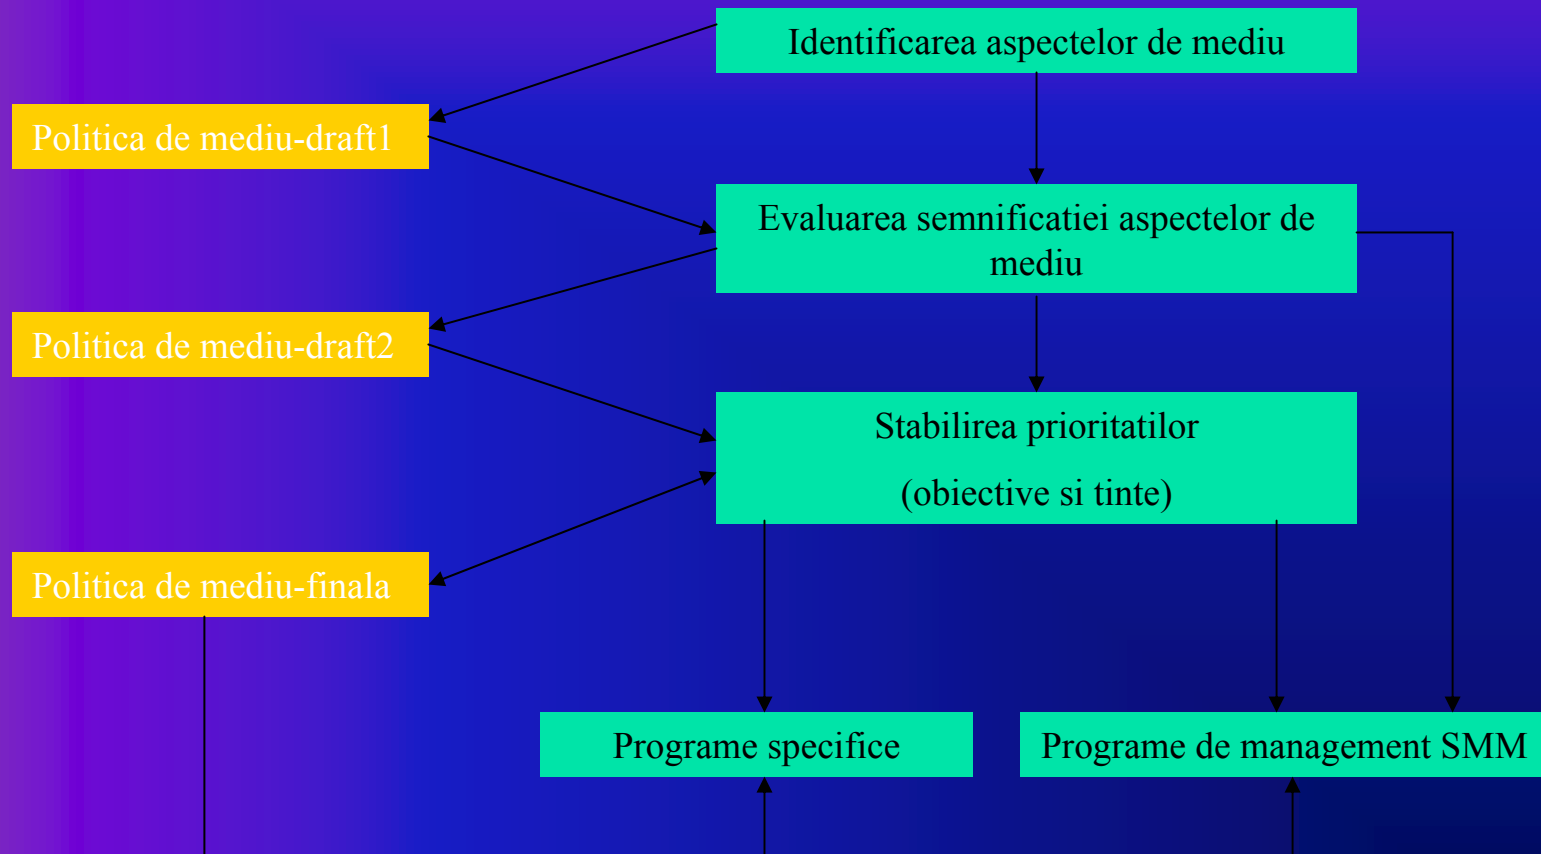 Identificarea aspectelor de mediu
Politica de mediu-draft1
Evaluarea semnificatiei aspectelor de
mediu
Politica de mediu-draft2
Stabilirea prioritatilor
(obiective si tinte)
Politica de mediu-finala
Programe specifice
Programe de management SMM